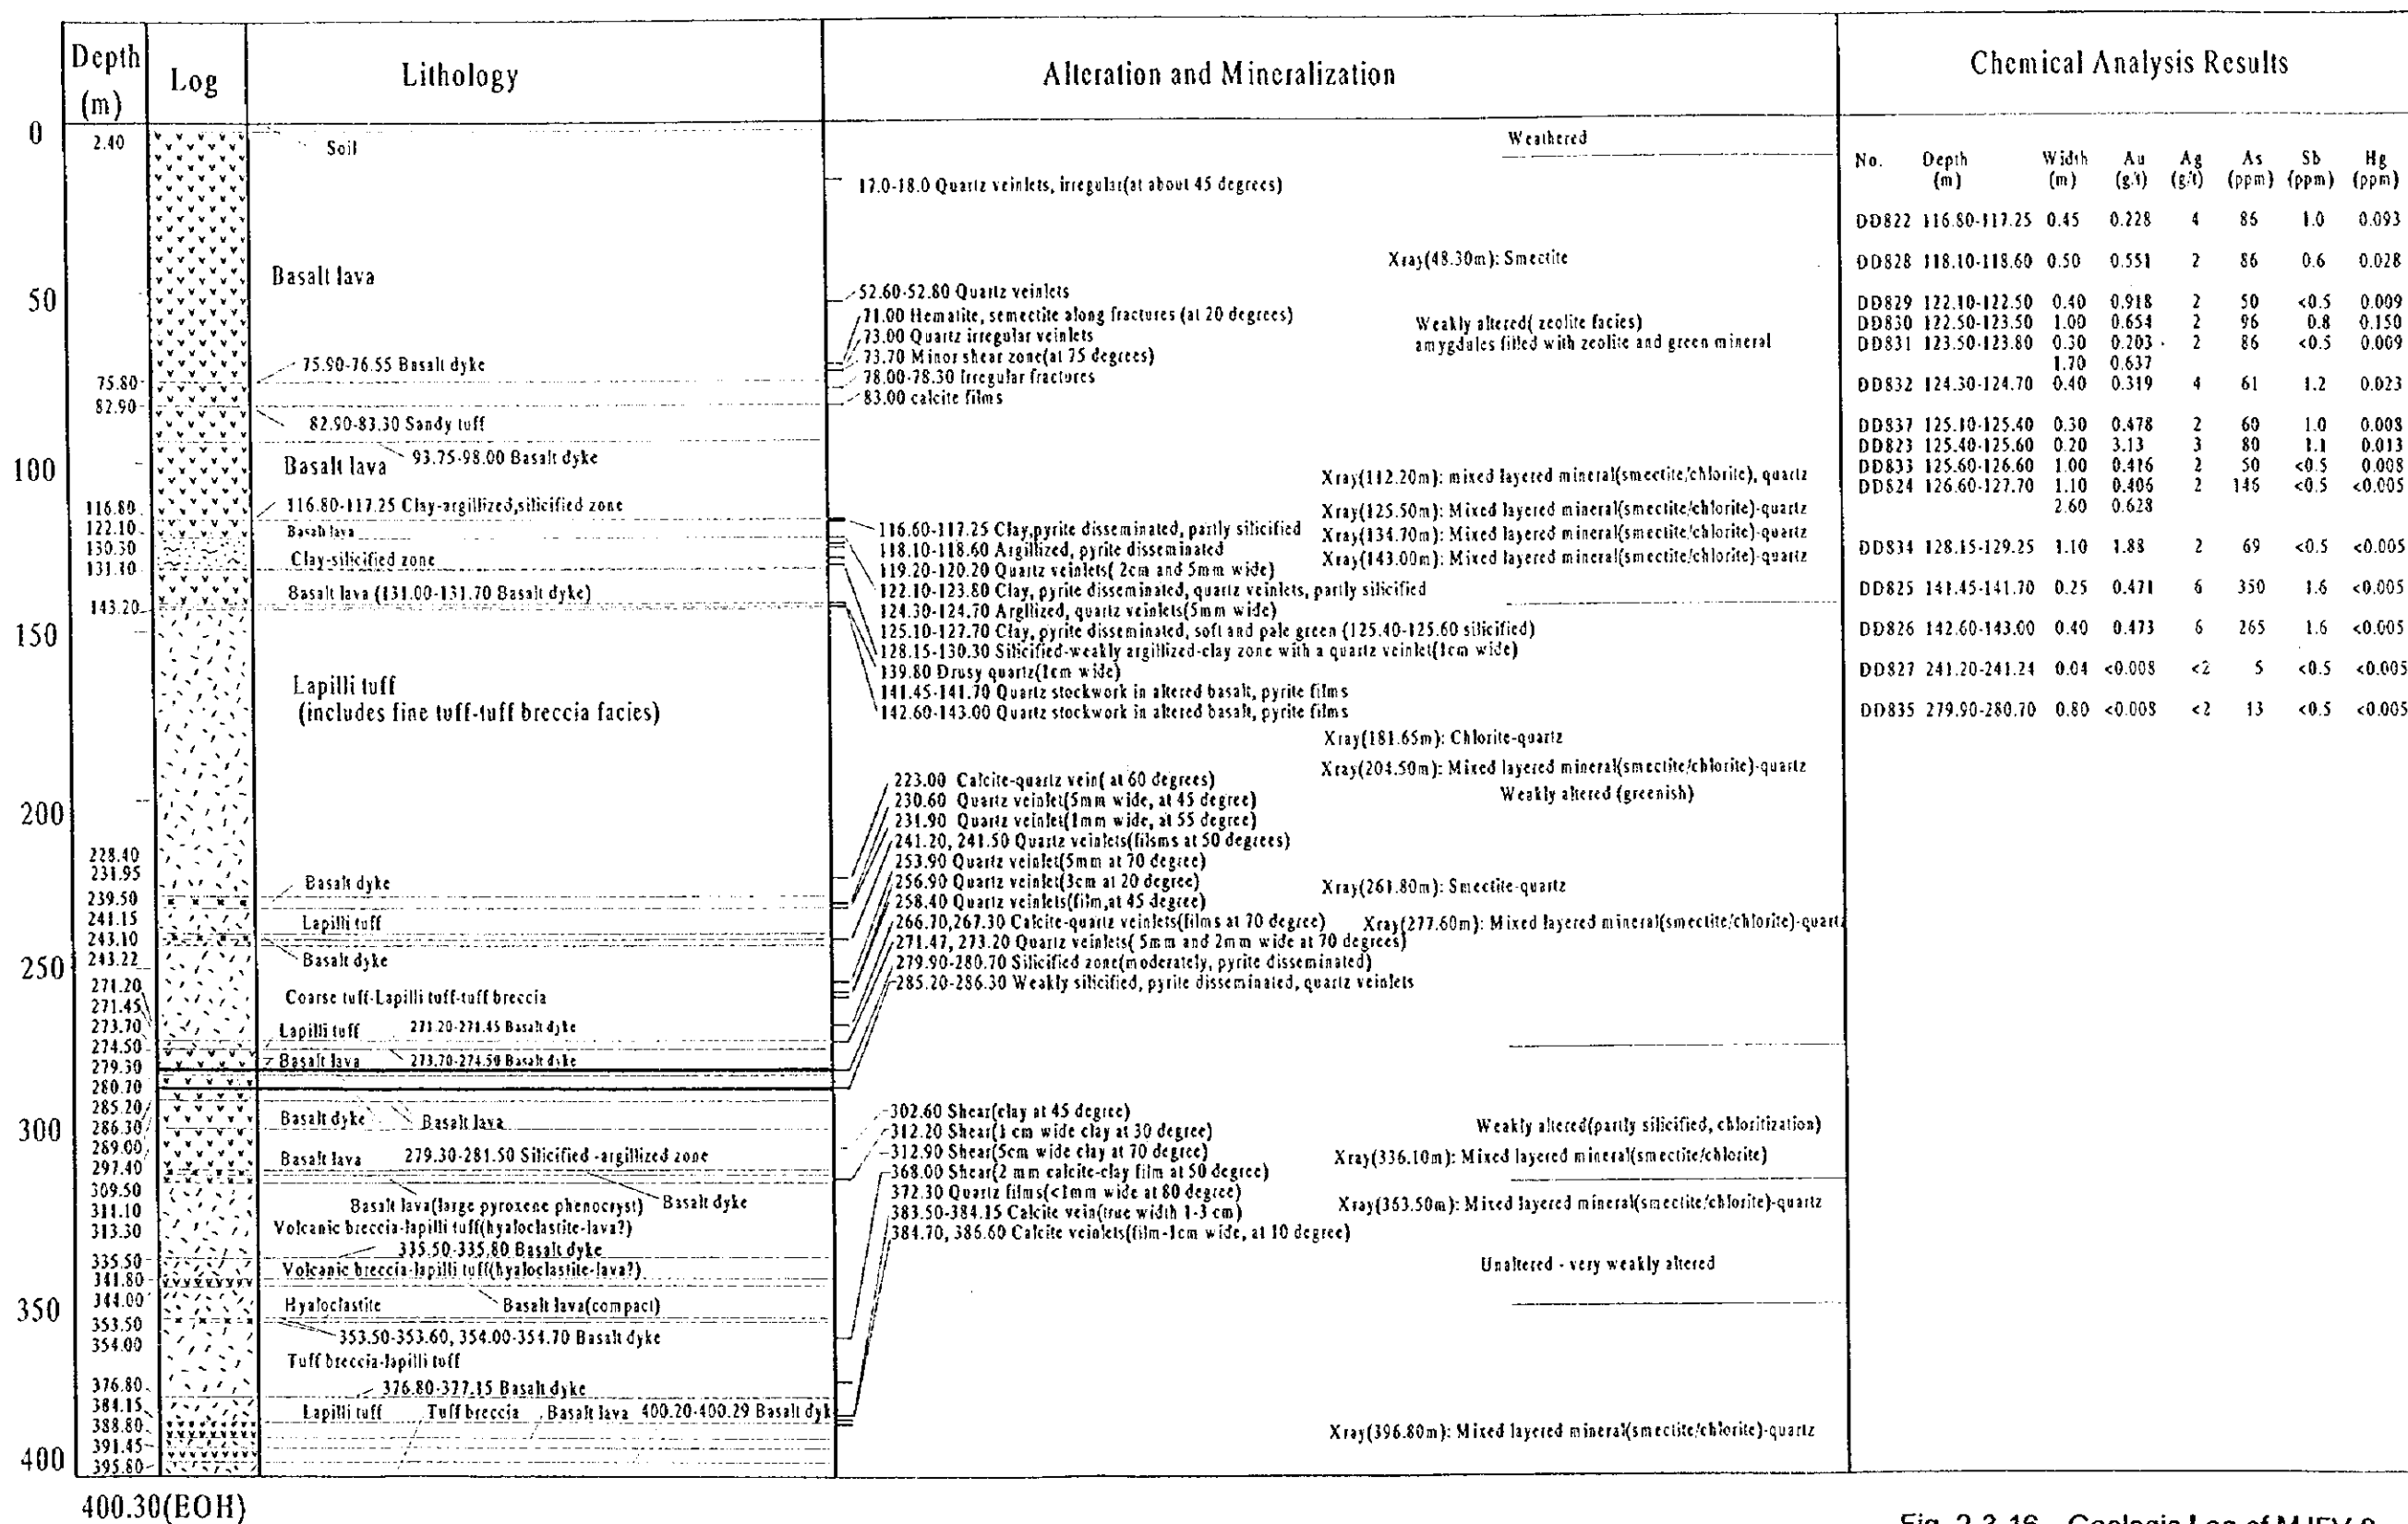 Depth (m)
Log
Lithology
Alteration and Mineralization
Chemical Analysis Results
0
50
100
150
200
250
300
350
400
2.40
75.80
82.90
116.80
122.10
130.30
131.10
143.20
228.40
231.95
239.50
241.15
243.10
243.22
271.20
271.45
273.70
274.50
279.30
280.70
285.20
286.30
289.00
297.40
309.50
311.10
313.30
335.50
341.80
344.00
353.50
354.00
376.80
384.15
388.80
391.45
395.80
400.30(EOH)
Soil
Basalt lava
75.90-76.55 Basalt dyke
82.90-83.30 Sandy tuff
Basalt lava
93.75-98.00 Basalt dyke
116.80-117.25 Clay-argillized,silicified zone
Basalt lava
Clay-silicified zone
Basalt lava (131.00-131.70 Basalt dyke)
Lapilli tuff
(includes fine tuff-tuff breccia facies)
Basalt dyke
Lapilli tuff
Basalt dyke
Coarse tuff-Lapilli tuff-tuff breccia
Lapilli tuff 271.20-271.45 Basalt dyke
Basalt lava 273.70-274.50 Basalt dyke
Basalt dyke Basalt lava
Basalt lava 279.30-281.50 Silicified -argillized zone
Basalt lava(large pyroxene phenocryst) Basalt dyke
Volcanic breccia-lapilli tuff(hyaloclastite-lava?)
335.50-335.80 Basalt dyke
Volcanic breccia-lapilli tuff(hyaloclastite-lava?)
Hyaloclastite Basalt lava(compact)
353.50-353.60, 354.00-354.70 Basalt dyke
Tuff breccia-lapilli tuff
376.80-377.15 Basalt dyke
Lapilli tuff Tuff breccia Basalt lava 400.20-400.29 Basalt dyk
17.0-18.0 Quartz veinlets, irregular(at about 45 degrees)
52.60-52.80 Quartz veinlets
71.00 Hematite, semectite along fractures (at 20 degrees)
73.00 Quartz irregular veinlets
73.70 Minor shear zone(at 75 degrees)
78.00-78.30 Irregular fractures
83.00 calcite films
116.60-117.25 Clay,pyrite disseminated, partly silicified
118.10-118.60 Argillized, pyrite disseminated
119.20-120.20 Quartz veinlets( 2cm and 5mm wide)
122.10-123.80 Clay, pyrite disseminated, quartz veinlets, partly silicified
124.30-124.70 Argllized, quartz veinlets(5mm wide)
125.10-127.70 Clay, pyrite disseminated, soft and pale green (125.40-125.60 silicified)
128.15-130.30 Silicified-weakly argillized-clay zone with a quartz veinlet(1cm wide)
139.80 Drusy quartz(1cm wide)
141.45-141.70 Quartz stockwork in altered basalt, pyrite films
142.60-143.00 Quartz stockwork in altered basalt, pyrite films
223.00 Calcite-quartz vein( at 60 degrees)
230.60 Quartz veinlet(5mm wide, at 45 degree)
231.90 Quartz veinlet(1mm wide, at 55 degree)
241.20, 241.50 Quartz veinlets(filsms at 50 degrees)
253.90 Quartz veinlet(5mm at 70 degree)
256.90 Quartz veinlet(3cm at 20 degree)
258.40 Quartz veinlets(film,at 45 degree)
266.70,267.30 Calcite-quartz veinlets(films at 70 degree)
271.47, 273.20 Quartz veinlets( 5mm and 2mm wide at 70 degrees)
279.90-280.70 Silicified zone(moderately, pyrite disseminated)
285.20-286.30 Weakly silicified, pyrite disseminated, quartz veinlets
302.60 Shear(clay at 45 degree)
312.20 Shear(1 cm wide clay at 30 degree)
312.90 Shear(5cm wide clay at 70 degree)
368.00 Shear(2 mm calcite-clay film at 50 degree)
372.30 Quartz films(<1mm wide at 80 degree)
383.50-384.15 Calcite vein(true width 1-3 cm)
384.70, 386.60 Calcite veinlets(film-1cm wide, at 10 degree)
Weathered
Xray(48.30m): Smectite
Weakly altered( zeolite facies)
amygdules filled with zeolite and green mineral
Xray(112.20m): mixed layered mineral(smectite/chlorite), quartz
Xray(125.50m): Mixed layered mineral(smectite/chlorite)-quartz
Xray(134.70m): Mixed layered mineral(smectite/chlorite)-quartz
Xray(143.00m): Mixed layered mineral(smectite/chlorite)-quartz
Xray(181.65m): Chlorite-quartz
Xray(204.50m): Mixed layered mineral(smectite/chlorite)-quartz
Weakly altered (greenish)
Xray(261.80m): Smectite-quartz
Xray(277.60m): Mixed layered mineral(smectite/chlorite)-quartz
Weakly altered(partly silicified, chloritization)
Xray(336.10m): Mixed layered mineral(smectite/chlorite)
Xray(353.50m): Mixed layered mineral(smectite/chlorite)-quartz
Unaltered - very weakly altered
Xray(396.80m): Mixed layered mineral(smectite/chlorite)-quartz
No. Depth Width Au Ag As Sb Hg
(m) (m) (g/t) (g/t) (ppm) (ppm) (ppm)
DD822 116.80-117.25 0.45 0.228 4 85 1.0 0.093
DD828 118.10-118.60 0.50 0.551 2 86 0.6 0.028
DD829 122.10-122.50 0.40 0.918 2 50 <0.5 0.009
DD830 122.50-123.50 1.00 0.654 2 96 0.8 0.150
DD831 123.50-123.80 0.30 0.203 2 86 <0.5 0.009
1.70 0.637
DD832 124.30-124.70 0.40 0.319 4 61 1.2 0.023
DD837 125.10-125.40 0.30 0.478 2 60 1.0 0.008
DD823 125.40-125.60 0.20 3.13 3 80 1.1 0.013
DD833 125.60-126.60 1.00 0.416 2 50 <0.5 0.008
DD824 126.60-127.70 1.10 0.406 2 146 <0.5 <0.005
2.60 0.628
DD834 128.15-129.25 1.10 1.88 2 69 <0.5 <0.005
DD825 141.45-141.70 0.25 0.471 6 350 1.6 <0.005
DD826 142.60-143.00 0.40 0.473 6 265 1.6 <0.005
DD827 241.20-241.24 0.04 <0.008 <2 5 <0.5 <0.005
DD835 279.90-280.70 0.80 <0.008 <2 13 <0.5 <0.005